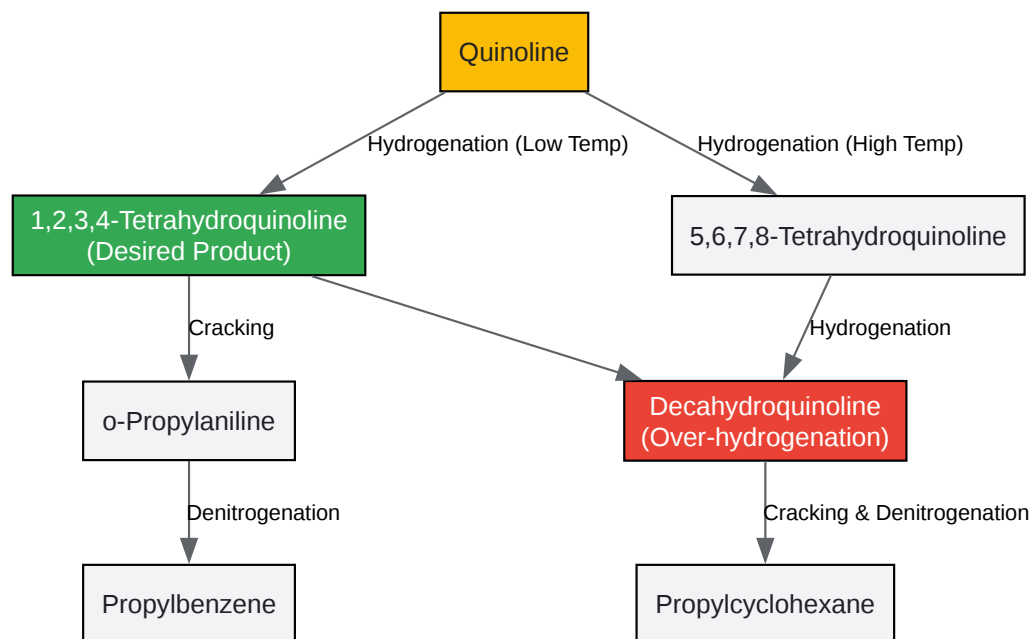 Quinoline
Hydrogenation (Low Temp)
Hydrogenation (High Temp)
1,2,3,4-Tetrahydroquinoline
(Desired Product)
5,6,7,8-Tetrahydroquinoline
Cracking
Hydrogenation
o-Propylaniline
Decahydroquinoline
(Over-hydrogenation)
Denitrogenation
Cracking & Denitrogenation
Propylbenzene
Propylcyclohexane